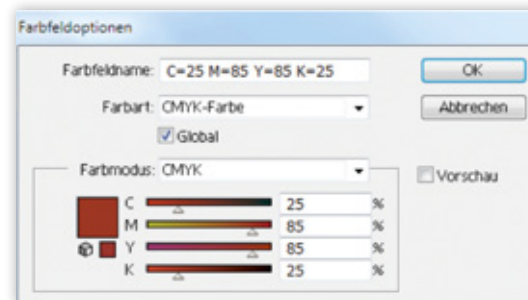 Farbfeldoptionen
Farbfeldname: C=25 M=85 Y=85 K=25
OK
Farbart: CMYK-Farbe
Abbrechen
Global
Farbmodus: CMYK
Vorschau
C 25 %
M 85 %
Y 85 %
K 25 %